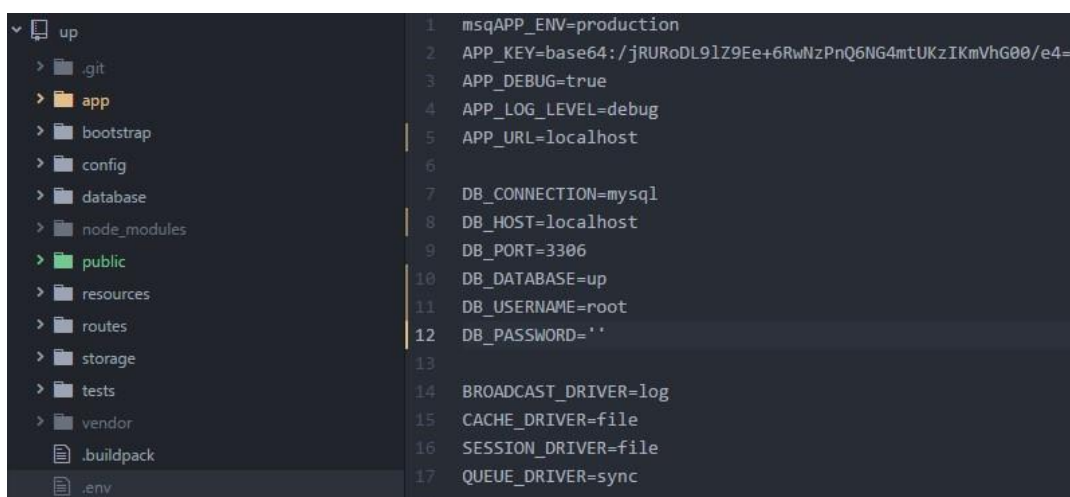 up
.git
app
bootstrap
config
database
node_modules
public
resources
routes
storage
tests
vendor
.buildpack
.env
1 msqAPP_ENV=production
2 APP_KEY=base64:/jRURoDL9lZ9Ee+6RwNzPnQ6NG4mtUKzIKmVhG00/e4=
3 APP_DEBUG=true
4 APP_LOG_LEVEL=debug
5 APP_URL=localhost
6
7 DB_CONNECTION=mysql
8 DB_HOST=localhost
9 DB_PORT=3306
10 DB_DATABASE=up
11 DB_USERNAME=root
12 DB_PASSWORD=''
13
14 BROADCAST_DRIVER=log
15 CACHE_DRIVER=file
16 SESSION_DRIVER=file
17 QUEUE_DRIVER=sync